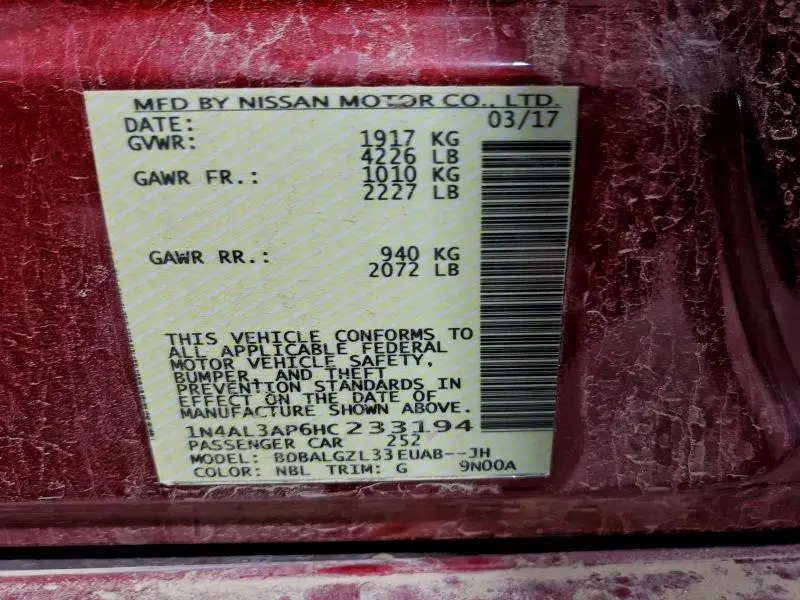 MFD BY NISSAN MOTOR CO., LTD.
DATE: 03/17
GVWR: 1917 KG
4226 LB
GAWR FR.: 1010 KG
2227 LB
GAWR RR.: 940 KG
2072 LB
THIS VEHICLE CONFORMS TO
ALL APPLICABLE FEDERAL
MOTOR VEHICLE SAFETY,
BUMPER, AND THEFT
PREVENTION STANDARDS IN
EFFECT ON THE DATE OF
MANUFACTURE SHOWN ABOVE.
1N4AL3AP6HC233194
PASSENGER CAR 252
MODEL: BDBALGZL33EUAB--JH
COLOR: NBL TRIM: G 9N00A